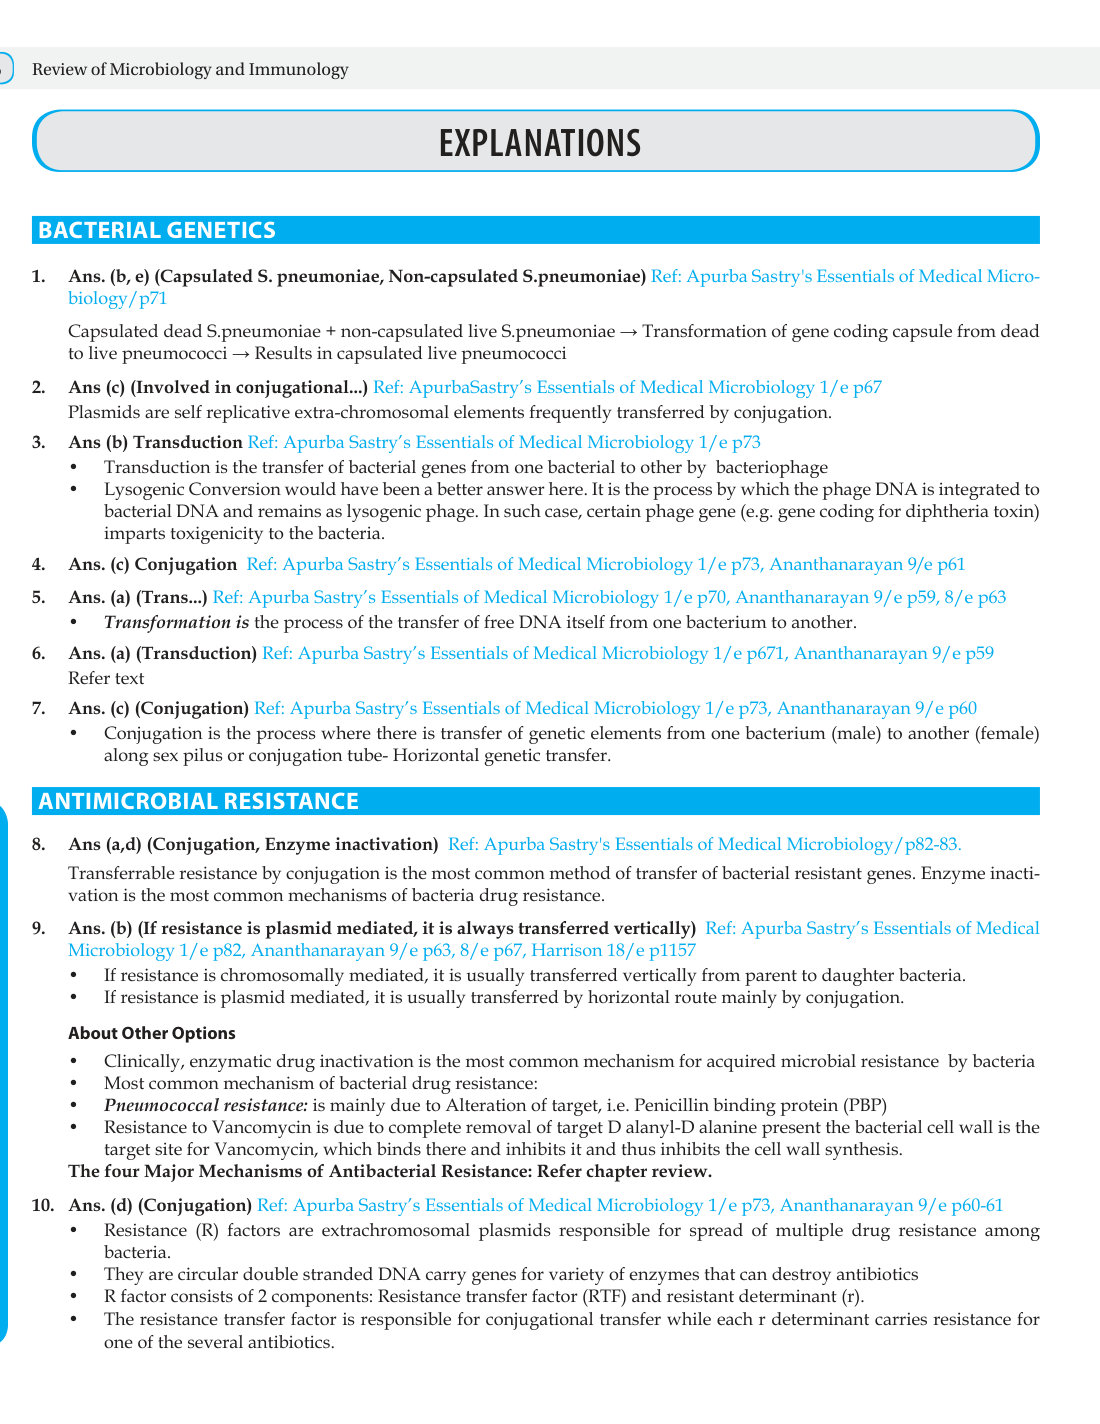 Review of Microbiology and Immunology
EXPLANATIONS
BACTERIAL GENETICS
1. Ans. (b, e) (Capsulated S. pneumoniae, Non-capsulated S.pneumoniae) Ref: Apurba Sastry's Essentials of Medical Micro-
biology/p71
Capsulated dead S.pneumoniae + non-capsulated live S.pneumoniae → Transformation of gene coding capsule from dead
to live pneumococci → Results in capsulated live pneumococci
2. Ans (c) (Involved in conjugational...) Ref: ApurbaSastry’s Essentials of Medical Microbiology 1/e p67
Plasmids are self replicative extra-chromosomal elements frequently transferred by conjugation.
3. Ans (b) Transduction Ref: Apurba Sastry’s Essentials of Medical Microbiology 1/e p73
• Transduction is the transfer of bacterial genes from one bacterial to other by bacteriophage
• Lysogenic Conversion would have been a better answer here. It is the process by which the phage DNA is integrated to
bacterial DNA and remains as lysogenic phage. In such case, certain phage gene (e.g. gene coding for diphtheria toxin)
imparts toxigenicity to the bacteria.
4. Ans. (c) Conjugation Ref: Apurba Sastry’s Essentials of Medical Microbiology 1/e p73, Ananthanarayan 9/e p61
5. Ans. (a) (Trans...) Ref: Apurba Sastry’s Essentials of Medical Microbiology 1/e p70, Ananthanarayan 9/e p59, 8/e p63
• Transformation is the process of the transfer of free DNA itself from one bacterium to another.
6. Ans. (a) (Transduction) Ref: Apurba Sastry’s Essentials of Medical Microbiology 1/e p671, Ananthanarayan 9/e p59
Refer text
7. Ans. (c) (Conjugation) Ref: Apurba Sastry’s Essentials of Medical Microbiology 1/e p73, Ananthanarayan 9/e p60
• Conjugation is the process where there is transfer of genetic elements from one bacterium (male) to another (female)
along sex pilus or conjugation tube- Horizontal genetic transfer.
ANTIMICROBIAL RESISTANCE
8. Ans (a,d) (Conjugation, Enzyme inactivation) Ref: Apurba Sastry's Essentials of Medical Microbiology/p82-83.
Transferrable resistance by conjugation is the most common method of transfer of bacterial resistant genes. Enzyme inacti-
vation is the most common mechanisms of bacteria drug resistance.
9. Ans. (b) (If resistance is plasmid mediated, it is always transferred vertically) Ref: Apurba Sastry’s Essentials of Medical
Microbiology 1/e p82, Ananthanarayan 9/e p63, 8/e p67, Harrison 18/e p1157
• If resistance is chromosomally mediated, it is usually transferred vertically from parent to daughter bacteria.
• If resistance is plasmid mediated, it is usually transferred by horizontal route mainly by conjugation.
About Other Options
• Clinically, enzymatic drug inactivation is the most common mechanism for acquired microbial resistance by bacteria
• Most common mechanism of bacterial drug resistance:
• Pneumococcal resistance: is mainly due to Alteration of target, i.e. Penicillin binding protein (PBP)
• Resistance to Vancomycin is due to complete removal of target D alanyl-D alanine present the bacterial cell wall is the
target site for Vancomycin, which binds there and inhibits it and thus inhibits the cell wall synthesis.
The four Major Mechanisms of Antibacterial Resistance: Refer chapter review.
10. Ans. (d) (Conjugation) Ref: Apurba Sastry’s Essentials of Medical Microbiology 1/e p73, Ananthanarayan 9/e p60-61
• Resistance (R) factors are extrachromosomal plasmids responsible for spread of multiple drug resistance among
bacteria.
• They are circular double stranded DNA carry genes for variety of enzymes that can destroy antibiotics
• R factor consists of 2 components: Resistance transfer factor (RTF) and resistant determinant (r).
• The resistance transfer factor is responsible for conjugational transfer while each r determinant carries resistance for
one of the several antibiotics.